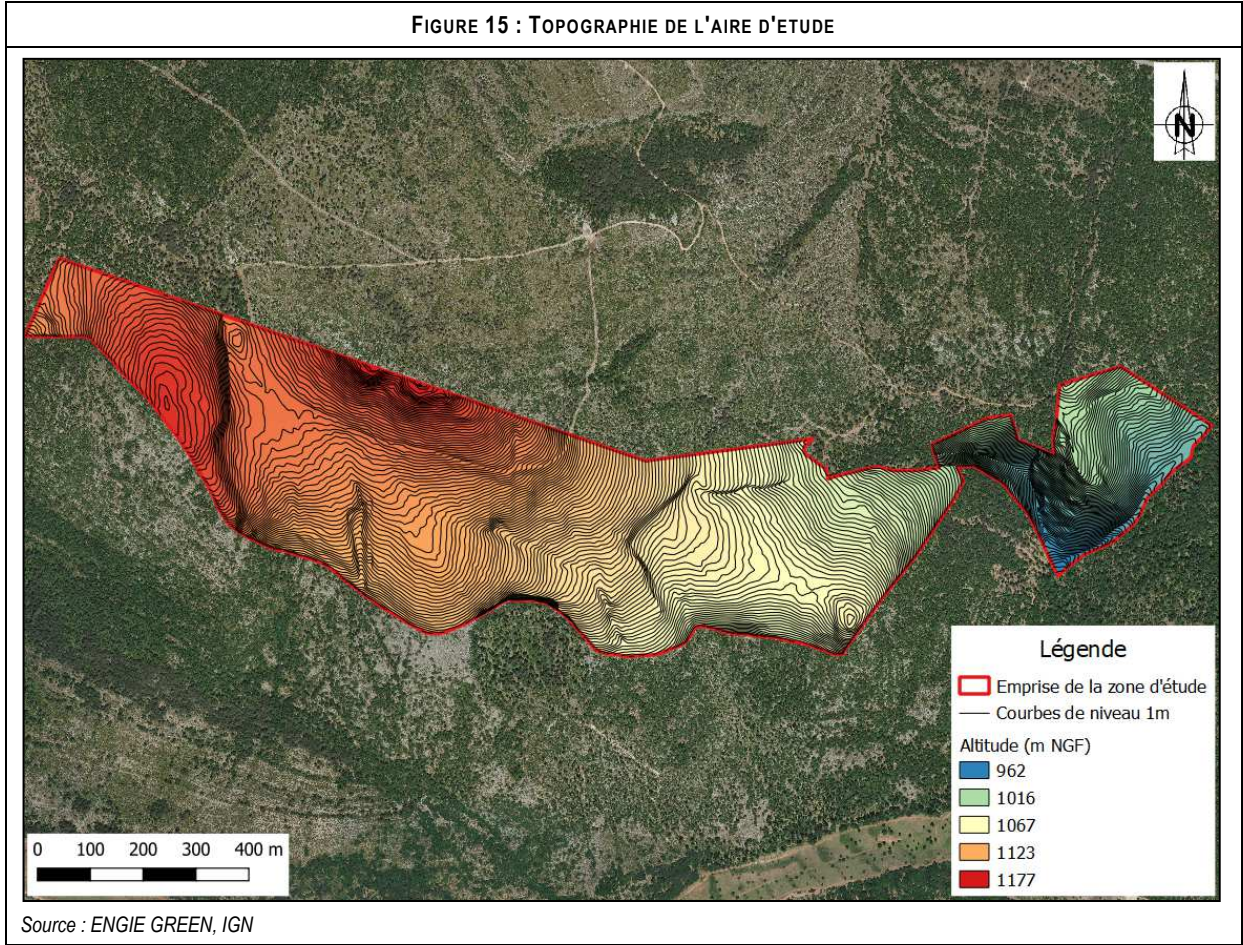 FIGURE 15 : TOPOGRAPHIE DE L'AIRE D'ETUDE
N
Légende
Emprise de la zone d'étude
Courbes de niveau 1m
Altitude (m NGF)
962
1016
1067
1123
1177
0 100 200 300 400 m
Source : ENGIE GREEN, IGN